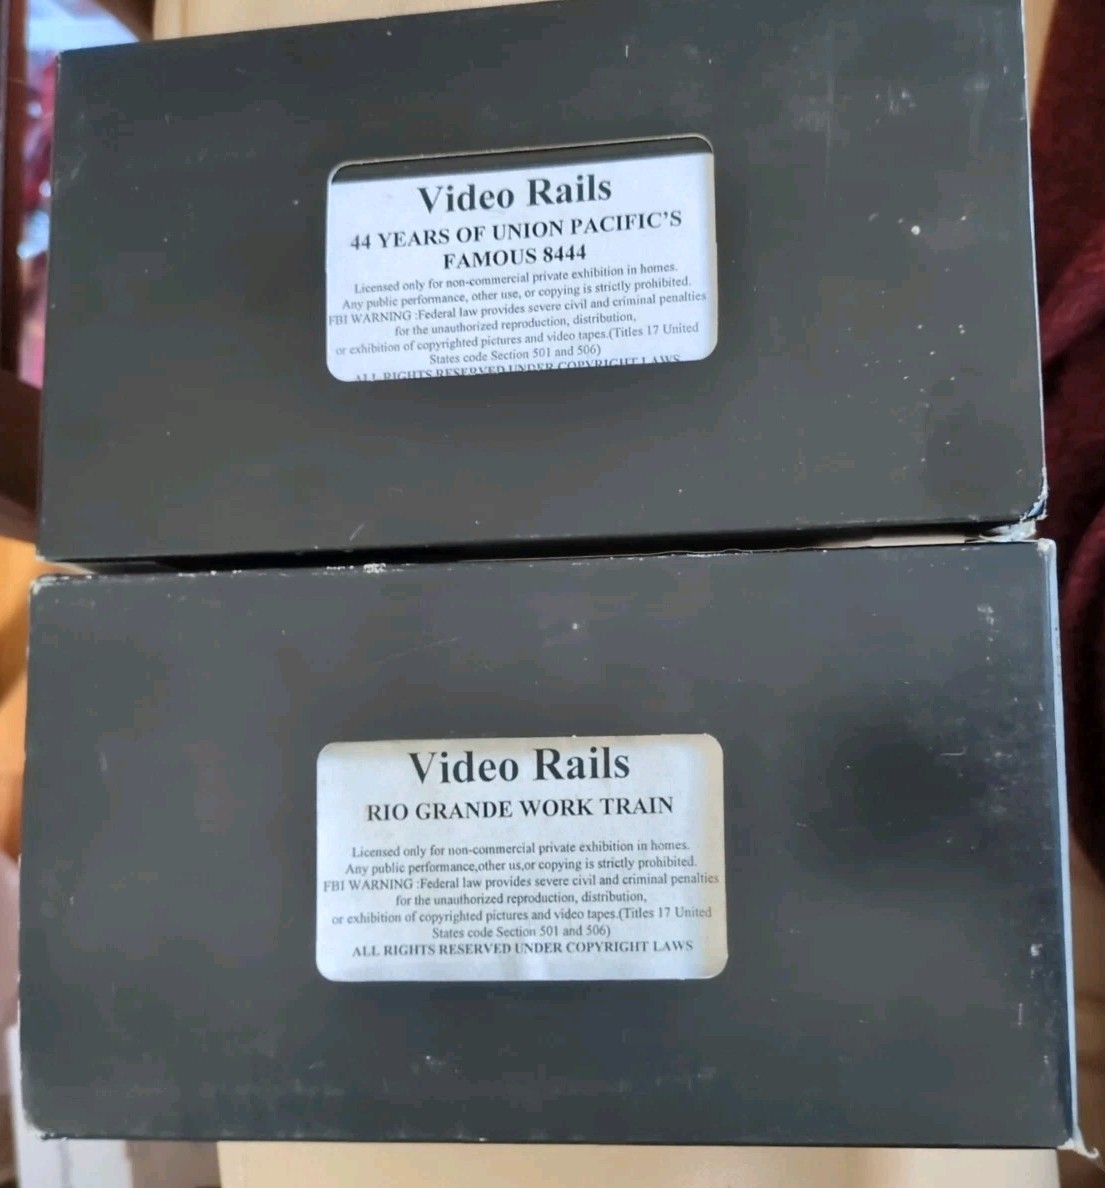 Video Rails
44 YEARS OF UNION PACIFIC'S
FAMOUS 8444
Licensed only for non-commercial private exhibition in homes.
Any public performance, other use, or copying is strictly prohibited.
FBI WARNING :Federal law provides severe civil and criminal penalties
for the unauthorized reproduction, distribution,
or exhibition of copyrighted pictures and video tapes.(Titles 17 United
States code Section 501 and 506)
ALL RIGHTS RESERVED UNDER COPYRIGHT LAWS
Video Rails
RIO GRANDE WORK TRAIN
Licensed only for non-commercial private exhibition in homes.
Any public performance,other us,or copying is strictly prohibited.
FBI WARNING :Federal law provides severe civil and criminal penalties
for the unauthorized reproduction, distribution,
or exhibition of copyrighted pictures and video tapes.(Titles 17 United
States code Section 501 and 506)
ALL RIGHTS RESERVED UNDER COPYRIGHT LAWS